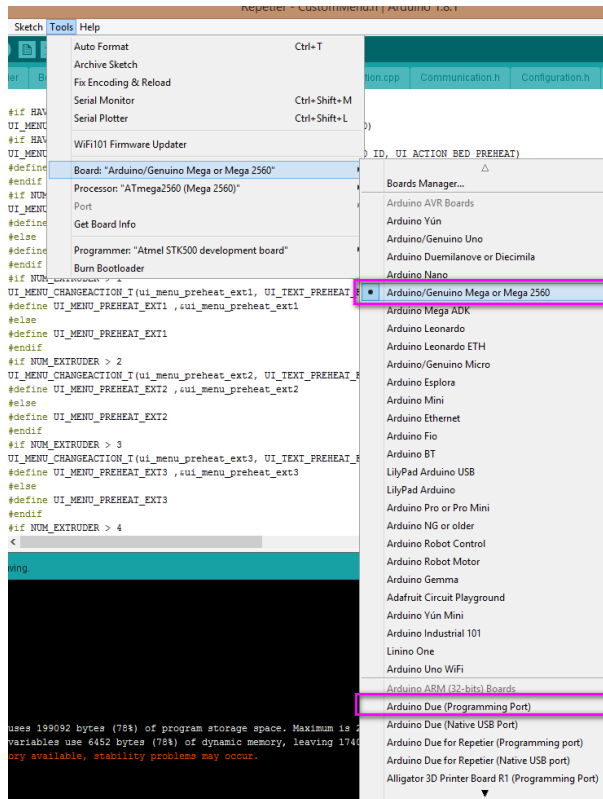 Repetier - CustomMenu.h | Arduino 1.8.1
Sketch Tools Help
tion.cpp Communication.h Configuration.h
Auto Format Ctrl+T
Archive Sketch
Fix Encoding & Reload
Serial Monitor Ctrl+Shift+M
Serial Plotter Ctrl+Shift+L
WiFi101 Firmware Updater
Board: "Arduino/Genuino Mega or Mega 2560"
Processor: "ATmega2560 (Mega 2560)"
Port
Get Board Info
Programmer: "Atmel STK500 development board"
Burn Bootloader
Boards Manager...
Arduino AVR Boards
Arduino Yún
Arduino/Genuino Uno
Arduino Duemilanove or Diecimila
Arduino Nano
Arduino/Genuino Mega or Mega 2560
Arduino Mega ADK
Arduino Leonardo
Arduino Leonardo ETH
Arduino/Genuino Micro
Arduino Esplora
Arduino Mini
Arduino Ethernet
Arduino Fio
Arduino BT
LilyPad Arduino USB
LilyPad Arduino
Arduino Pro or Pro Mini
Arduino NG or older
Arduino Robot Control
Arduino Robot Motor
Arduino Gemma
Adafruit Circuit Playground
Arduino Yún Mini
Arduino Industrial 101
Linino One
Arduino Uno WiFi
Arduino ARM (32-bits) Boards
Arduino Due (Programming Port)
Arduino Due (Native USB Port)
Arduino Due for Repetier (Programming port)
Arduino Due for Repetier (Native USB port)
Alligator 3D Printer Board R1 (Programming Port)
#if HAV
UI_MENU 0)
#if HAV
UI_MENU D ID, UI ACTION BED PREHEAT)
#define
#endif
#if NUM
UI_MENU
#define
#else
#define
#endif
#if NUM_EXTRUDER > 1
UI_MENU_CHANGEACTION_T(ui_menu_preheat_ext1, UI_TEXT_PREHEAT_E
#define UI_MENU_PREHEAT_EXT1 ,&ui_menu_preheat_ext1
#else
#define UI_MENU_PREHEAT_EXT1
#endif
#if NUM_EXTRUDER > 2
UI_MENU_CHANGEACTION_T(ui_menu_preheat_ext2, UI_TEXT_PREHEAT_E
#define UI_MENU_PREHEAT_EXT2 ,&ui_menu_preheat_ext2
#else
#define UI_MENU_PREHEAT_EXT2
#endif
#if NUM_EXTRUDER > 3
UI_MENU_CHANGEACTION_T(ui_menu_preheat_ext3, UI_TEXT_PREHEAT_E
#define UI_MENU_PREHEAT_EXT3 ,&ui_menu_preheat_ext3
#else
#define UI_MENU_PREHEAT_EXT3
#endif
#if NUM_EXTRUDER > 4
ving.
uses 199092 bytes (78%) of program storage space. Maximum is 2
variables use 6452 bytes (78%) of dynamic memory, leaving 1740
ory available, stability problems may occur.